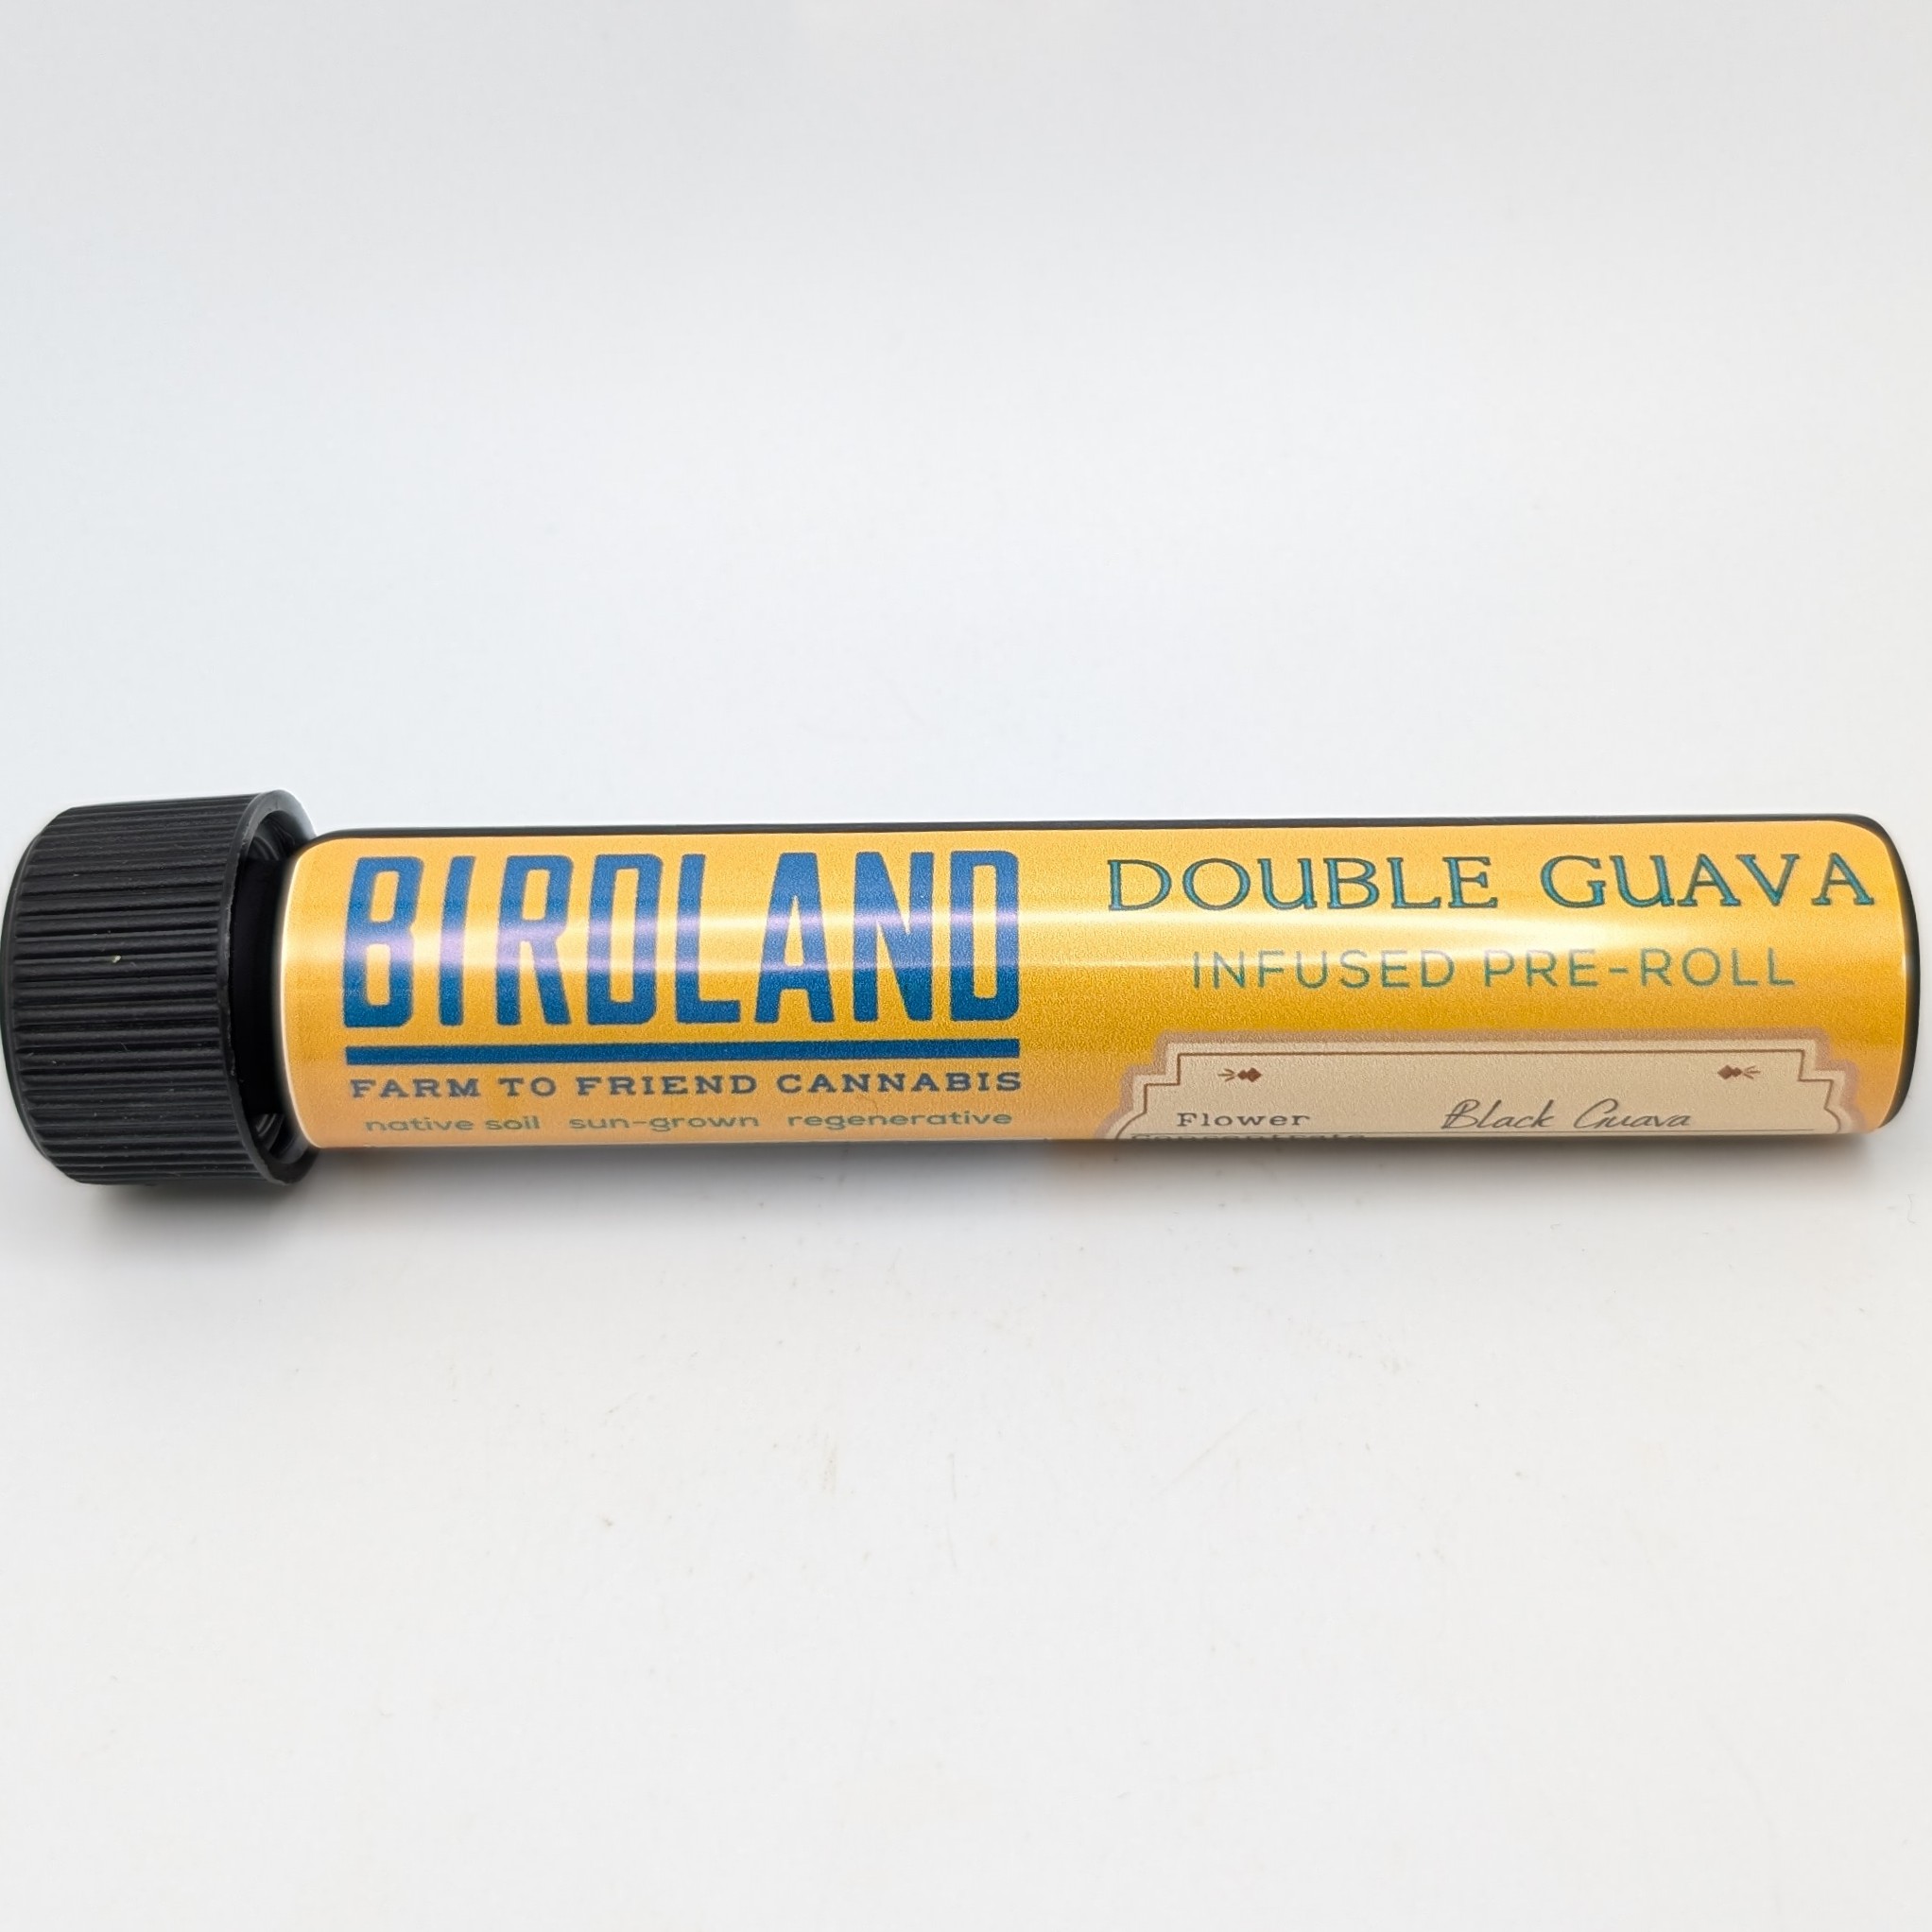 BIRDLAND
FARM TO FRIEND CANNABIS
native soil sun-grown regenerative
DOUBLE GUAVA
INFUSED PRE-ROLL
Flower Black Guava